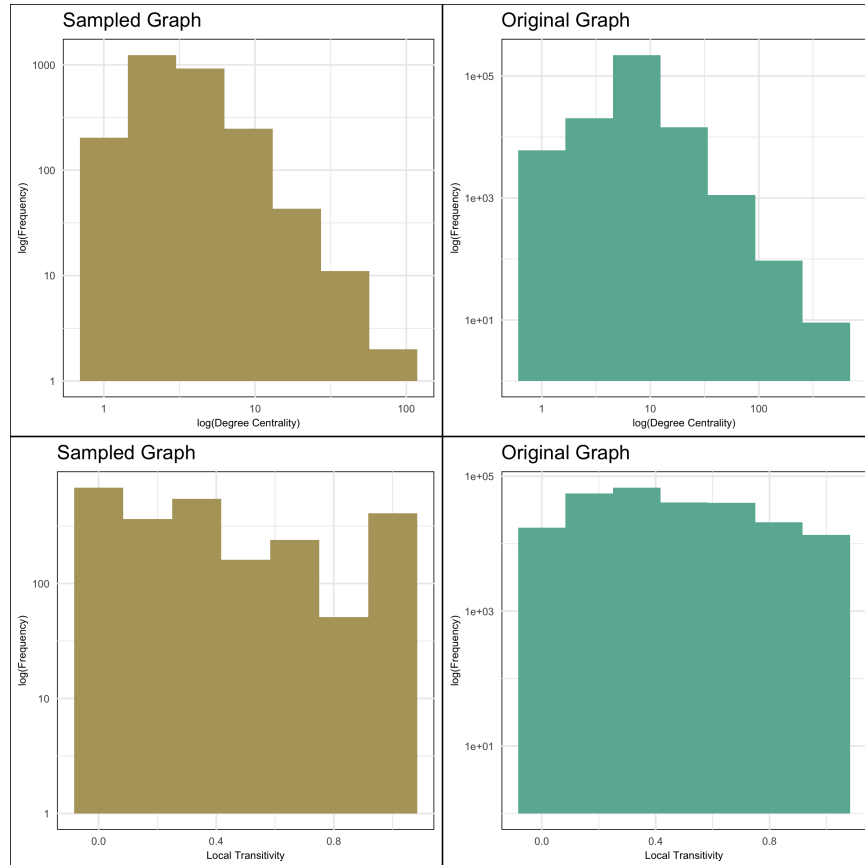 Sampled Graph
1000
100
10
1
log(Frequency)
1 10 100
log(Degree Centrality)
Original Graph
1e+05
1e+03
1e+01
log(Frequency)
1 10 100
log(Degree Centrality)
Sampled Graph
100
10
1
log(Frequency)
0.0 0.4 0.8
Local Transitivity
Original Graph
1e+05
1e+03
1e+01
log(Frequency)
0.0 0.4 0.8
Local Transitivity